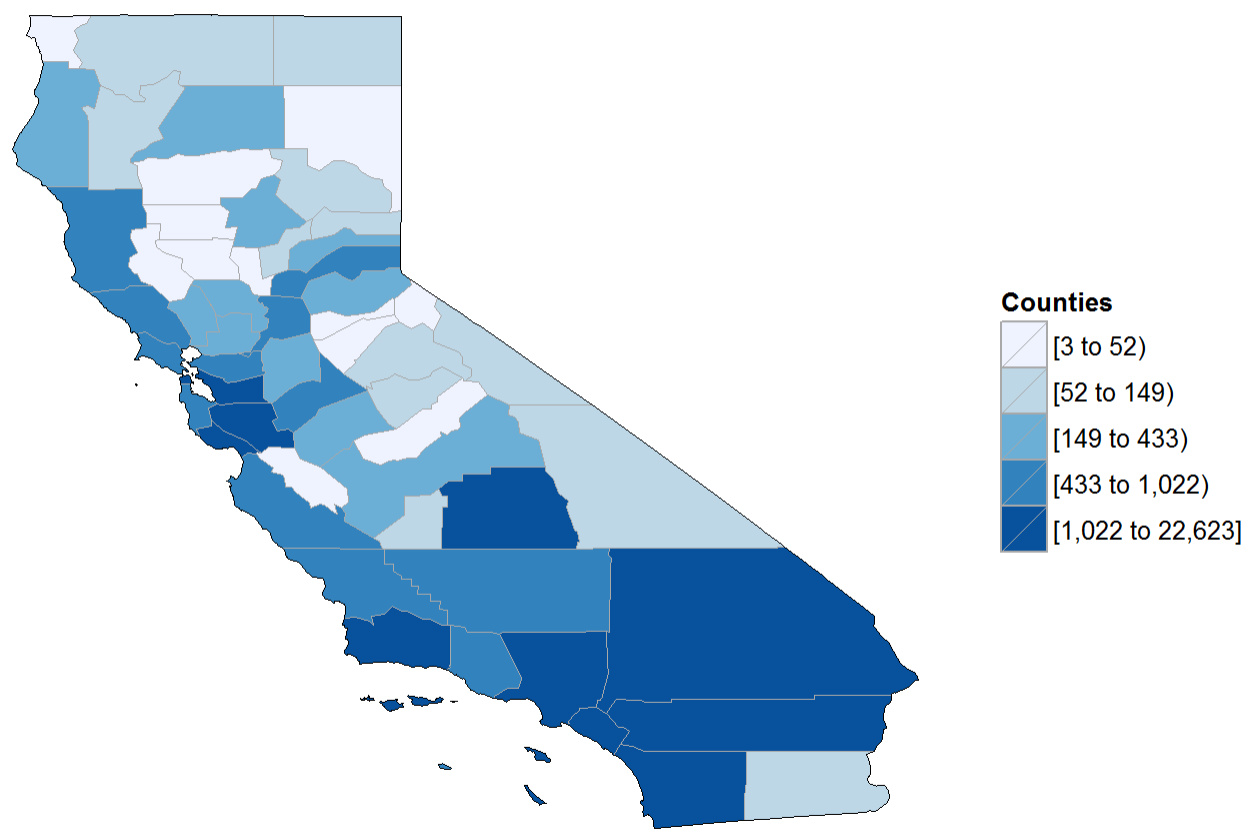 Counties
[3 to 52)
[52 to 149)
[149 to 433)
[433 to 1,022)
[1,022 to 22,623]